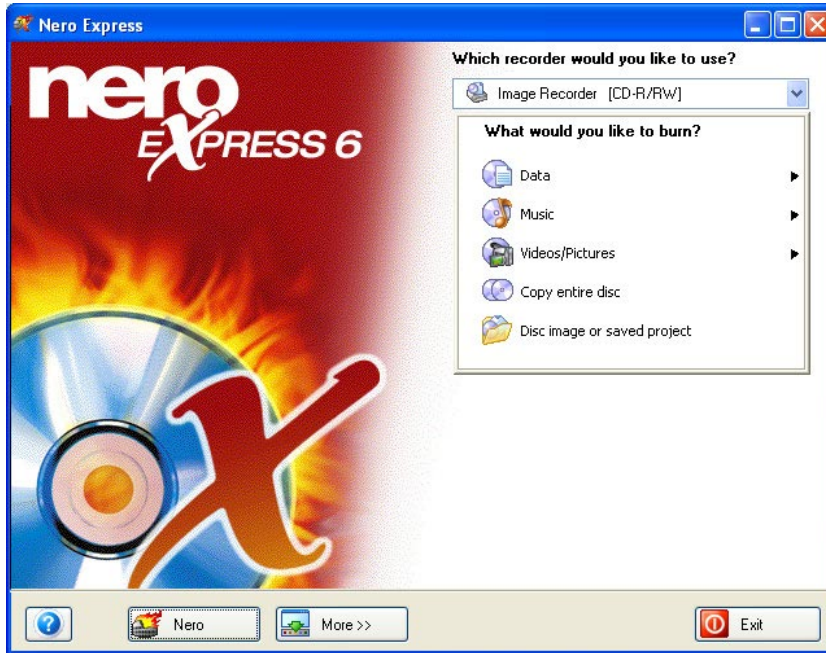 Nero Express
nero
EXPRESS 6
Which recorder would you like to use?
Image Recorder [CD-R/RW]
What would you like to burn?
Data
Music
Videos/Pictures
Copy entire disc
Disc image or saved project
?
Nero
More >>
Exit